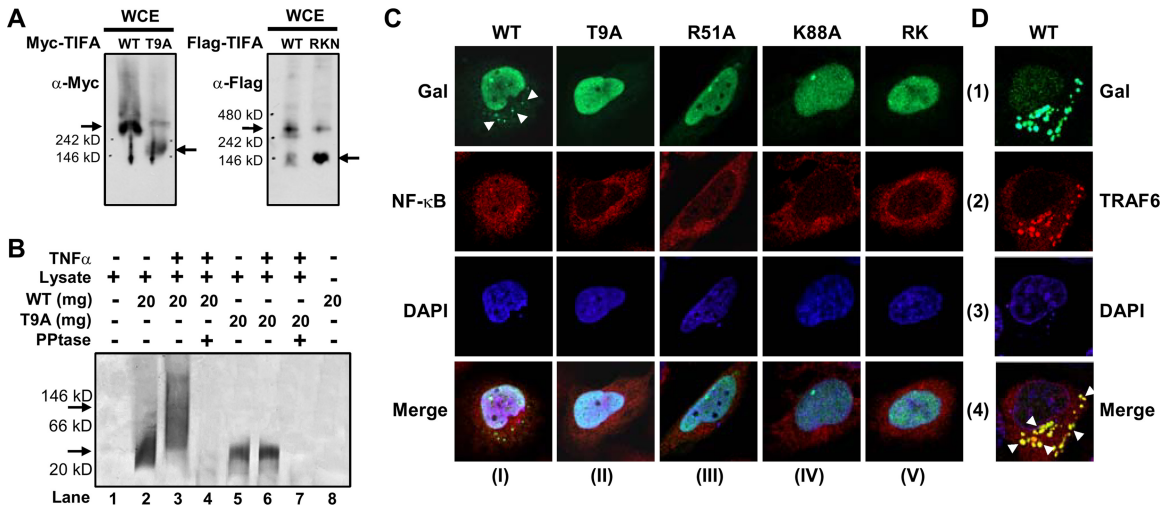 A
WCE WCE
Myc-TIFA WT T9A Flag-TIFA WT RKN
α-Myc α-Flag
480 kD
242 kD 242 kD
146 kD 146 kD
B
TNFα - - + + - + + -
Lysate + + + + + + + -
WT (mg) - 20 20 20 - - - 20
T9A (mg) - - - - 20 20 20 -
PPtase - - - + - - + -
146 kD
66 kD
20 kD
Lane 1 2 3 4 5 6 7 8
C
WT T9A R51A K88A RK
Gal (1)
NF-κB (2)
DAPI (3)
Merge (4)
(I) (II) (III) (IV) (V)
D
WT
Gal
TRAF6
DAPI
Merge